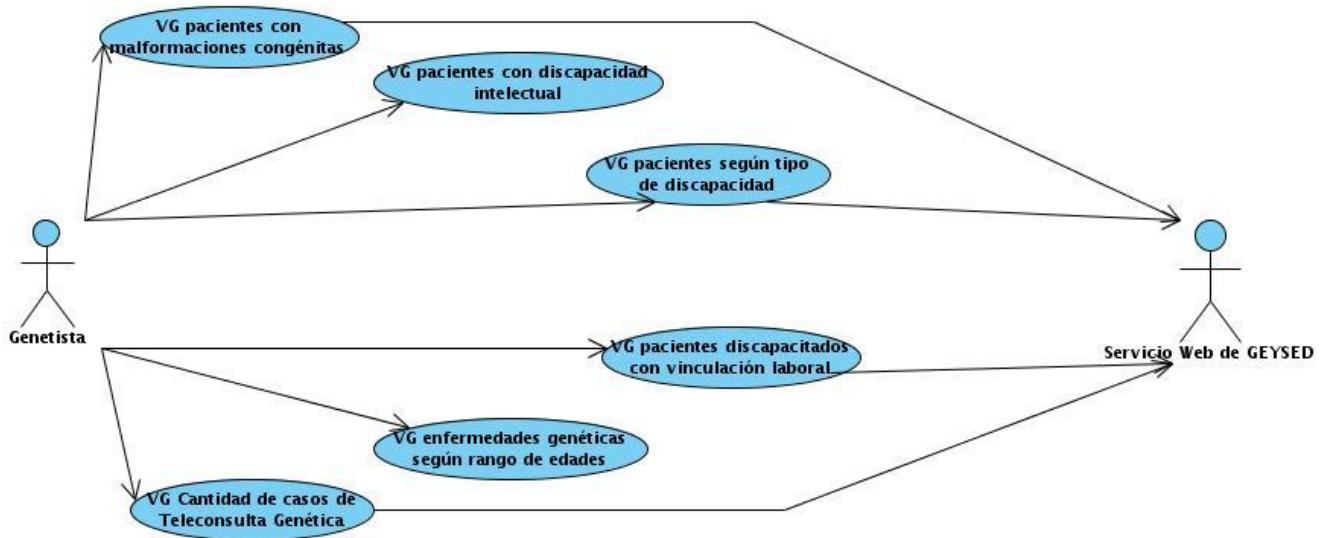 VG pacientes con
malformaciones congénitas
VG pacientes con discapacidad
intelectual
VG pacientes según tipo
de discapacidad
Genetista
Servicio Web de GEYSED
VG pacientes discapacitados
con vinculación laboral
VG enfermedades genéticas
según rango de edades
VG Cantidad de casos de
Teleconsulta Genética